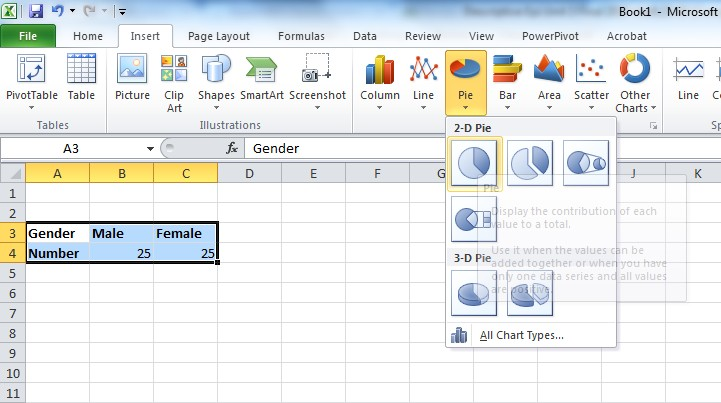 Book1 - Microsoft
File Home Insert Page Layout Formulas Data Review View PowerPivot Acrobat
PivotTable Table Picture Clip Art Shapes SmartArt Screenshot Column Line Pie Bar Area Scatter Other Charts Line
Tables Illustrations
A3 fx Gender
2-D Pie
A B C D E F G J K
1
2
3 Gender Male Female
4 Number 25 25
5
6
7
8
9
10
11
Pie
Display the contribution of each
value to a total.
Use it when the values can be
added together or when you have
only one data series and all values
are positive.
3-D Pie
All Chart Types...